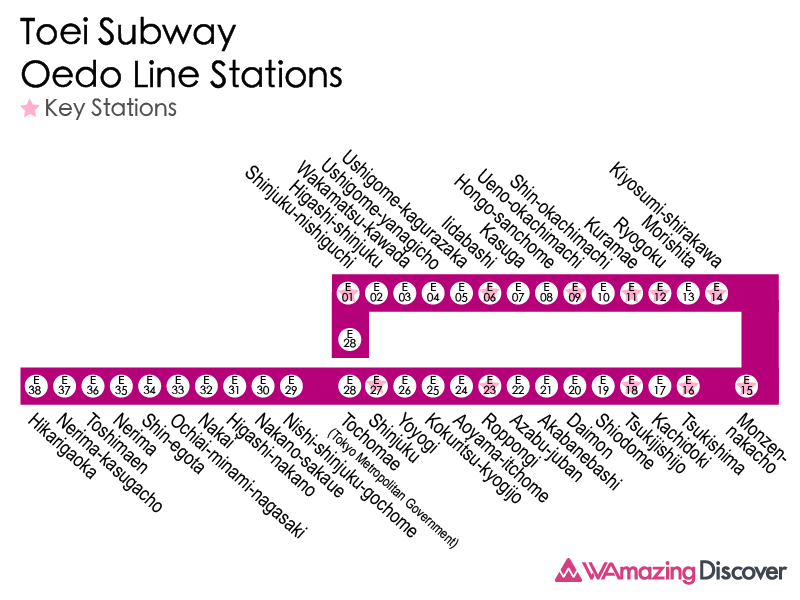 Toei Subway
Oedo Line Stations
Key Stations
Shinjuku-nishiguchi
Higashi-shinjuku
Wakamatsu-kawada
Ushigome-yanagicho
Ushigome-kagurazaka
Iidabashi
Kasuga
Hongo-sanchome
Ueno-okachimachi
Shin-okachimachi
Kuramae
Ryogoku
Morishita
Kiyosumi-shirakawa
E 01
E 02
E 03
E 04
E 05
E 06
E 07
E 08
E 09
E 10
E 11
E 12
E 13
E 14
E 28
E 38
E 37
E 36
E 35
E 34
E 33
E 32
E 31
E 30
E 29
E 28
E 27
E 26
E 25
E 24
E 23
E 22
E 21
E 20
E 19
E 18
E 17
E 16
E 15
Hikarigaoka
Nerima-kasugacho
Toshimaen
Nerima
Shin-egota
Ochiai-minami-nagasaki
Nakai
Higashi-nakano
Nakano-sakaue
Nishi-shinjuku-gochome
Tochomae
(Tokyo Metropolitan Government)
Shinjuku
Yoyogi
Kokuritsu-kyogijo
Aoyama-itchome
Roppongi
Azabu-juban
Akabanebashi
Daimon
Shiodome
Tsukijishijo
Kachidoki
Tsukishima
Monzen-
nakacho
WAmazing Discover